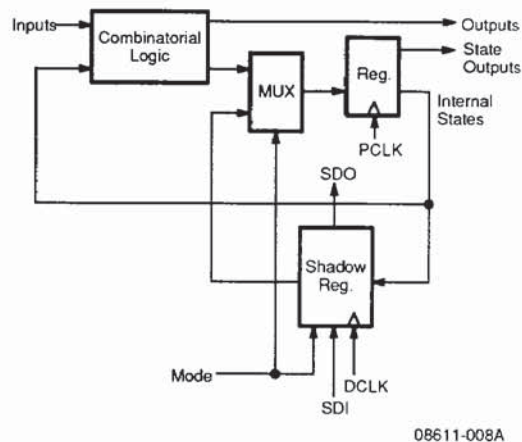 Inputs
Combinatorial
Logic
Outputs
State
Outputs
MUX
Reg.
Internal
States
PCLK
SDO
Shadow
Reg.
Mode
DCLK
SDI
08611-008A